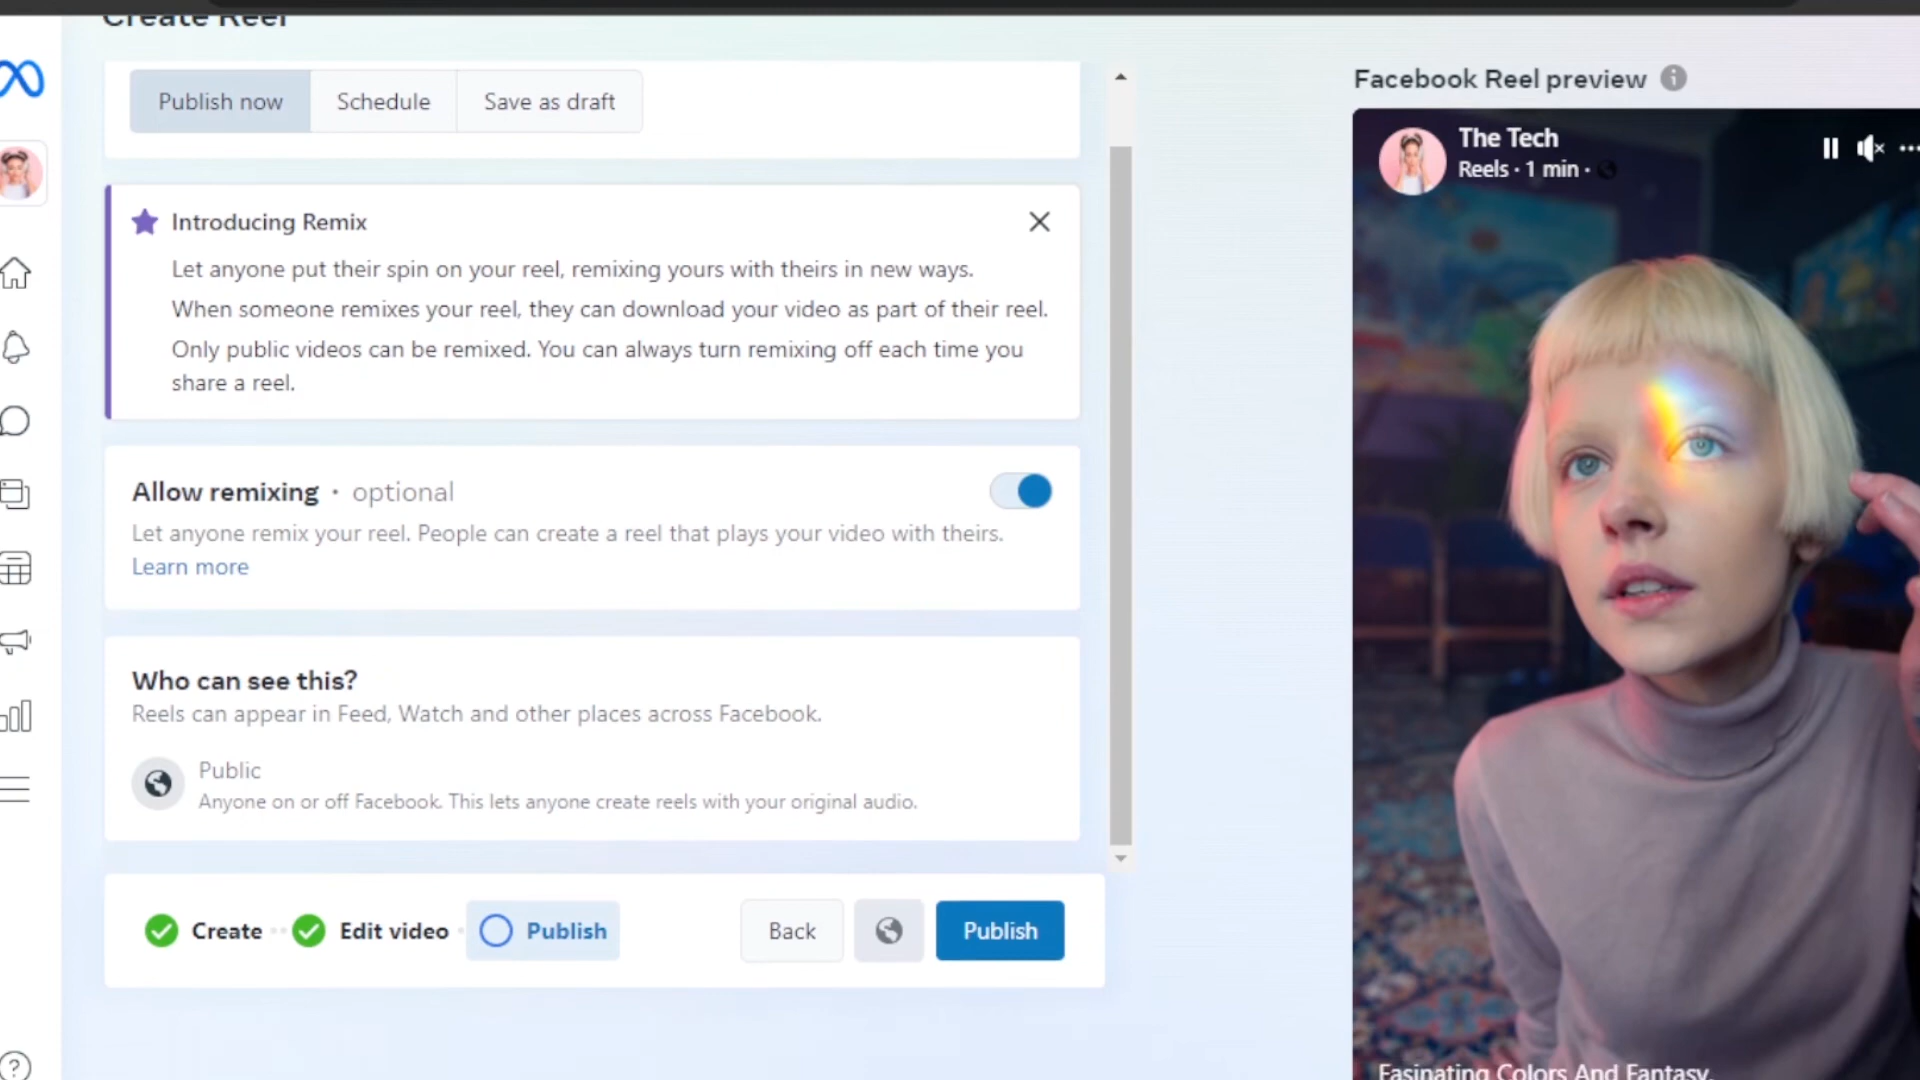 Create Reel
Publish now
Schedule
Save as draft
Introducing Remix
Let anyone put their spin on your reel, remixing yours with theirs in new ways.
When someone remixes your reel, they can download your video as part of their reel.
Only public videos can be remixed. You can always turn remixing off each time you
share a reel.
Allow remixing · optional
Let anyone remix your reel. People can create a reel that plays your video with theirs.
Learn more
Who can see this?
Reels can appear in Feed, Watch and other places across Facebook.
Public
Anyone on or off Facebook. This lets anyone create reels with your original audio.
Create
Edit video
Publish
Back
Publish
Facebook Reel preview
The Tech
Reels · 1 min ·
Fasinating Colors And Fantasy.